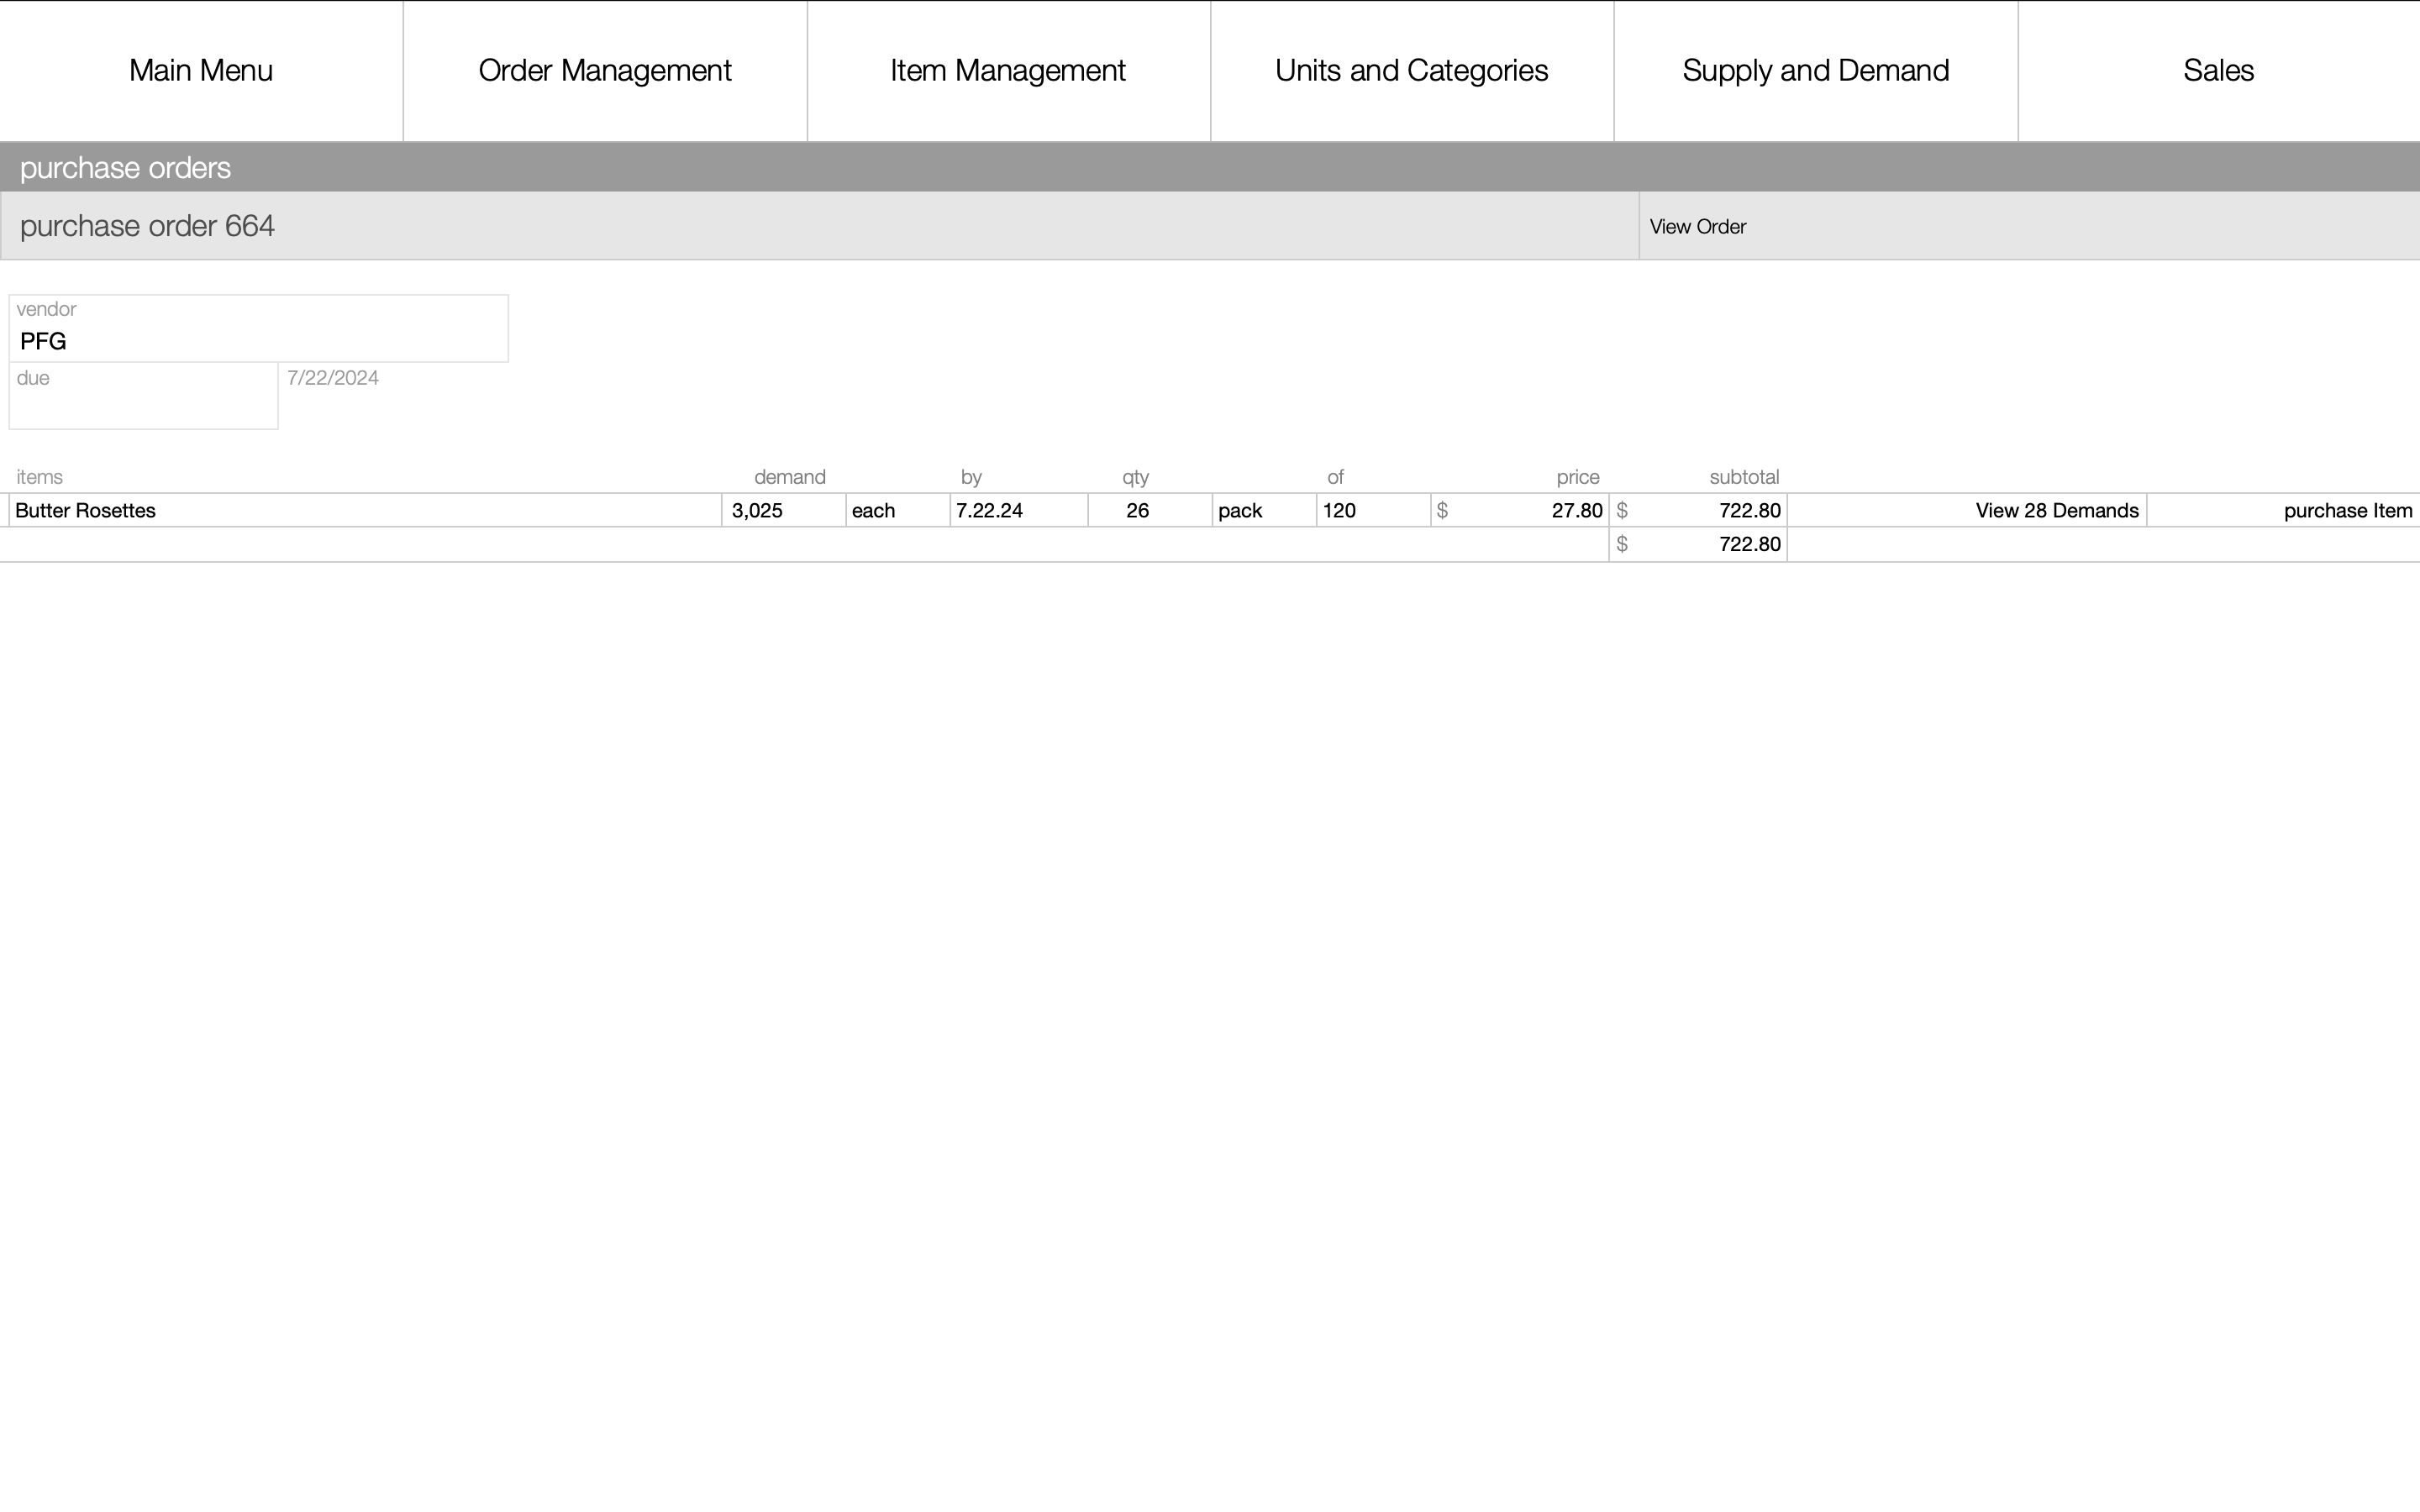 Main Menu Order Management Item Management Units and Categories Supply and Demand Sales
purchase orders
purchase order 664 View Order
vendor
PFG
due 7/22/2024
items demand by qty of price subtotal
Butter Rosettes 3,025 each 7.22.24 26 pack 120 $ 27.80 $ 722.80 View 28 Demands purchase Item
$ 722.80